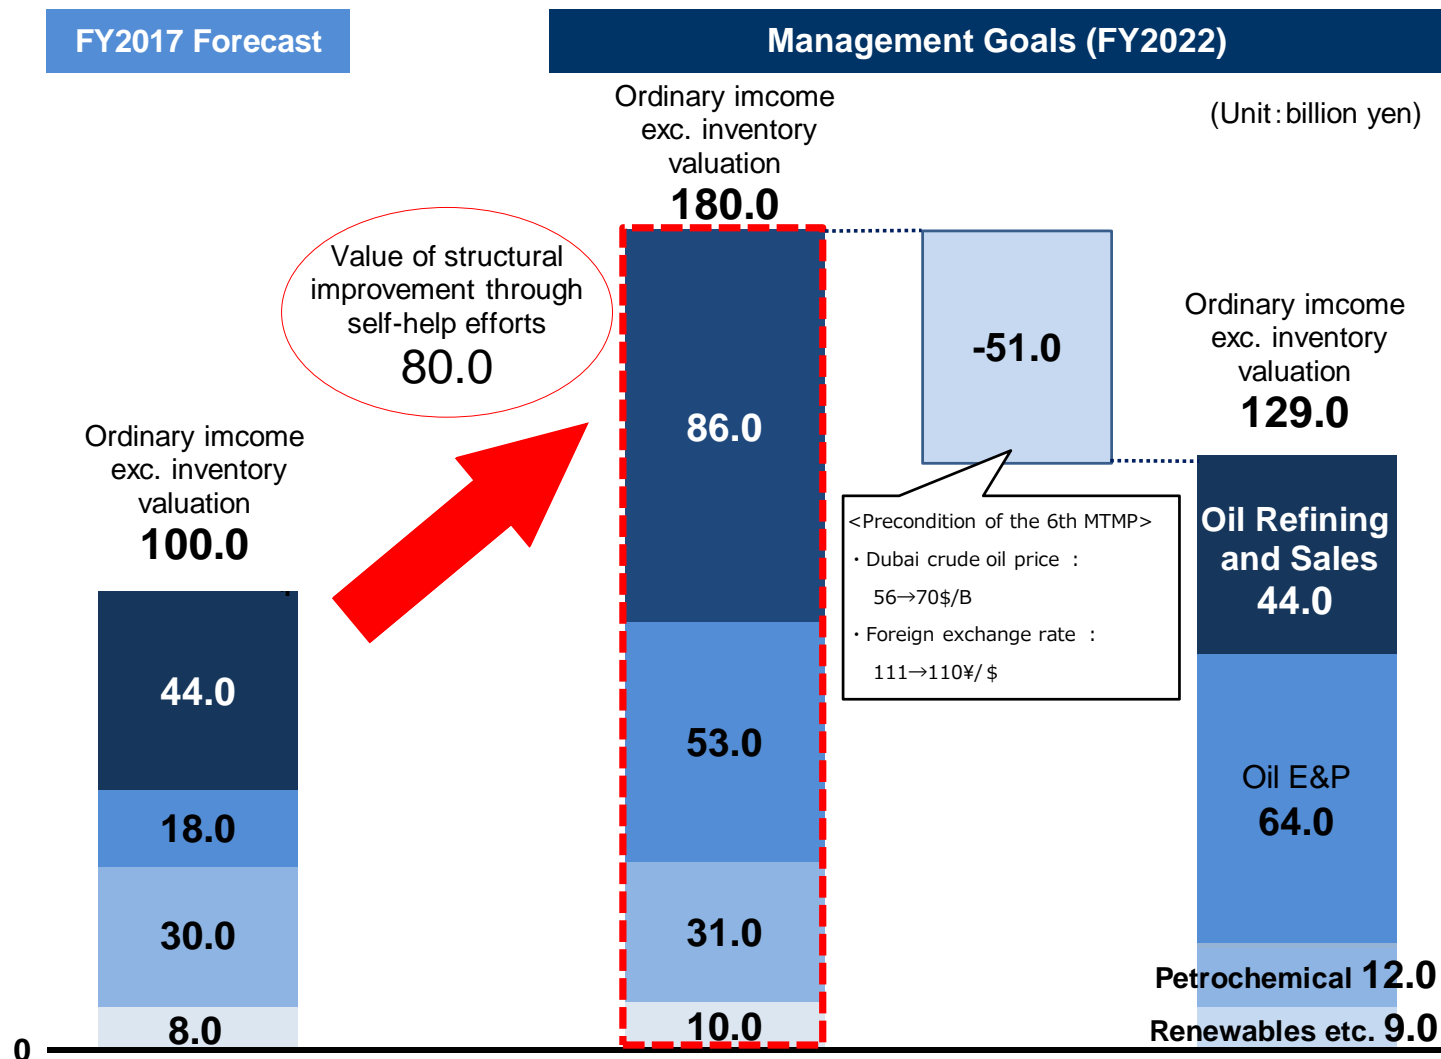 FY2017 Forecast
Management Goals (FY2022)
(Unit：billion yen)
Ordinary imcome
exc. inventory
valuation
180.0
Value of structural
improvement through
self-help efforts
80.0
Ordinary imcome
exc. inventory
valuation
129.0
Ordinary imcome
exc. inventory
valuation
100.0
-51.0
<Precondition of the 6th MTMP>
・Dubai crude oil price ：
56→70$/B
・Foreign exchange rate ：
111→110¥/＄
44.0
18.0
30.0
8.0
86.0
53.0
31.0
10.0
Oil Refining
and Sales
44.0
Oil E&P
64.0
Petrochemical 12.0
Renewables etc. 9.0
0